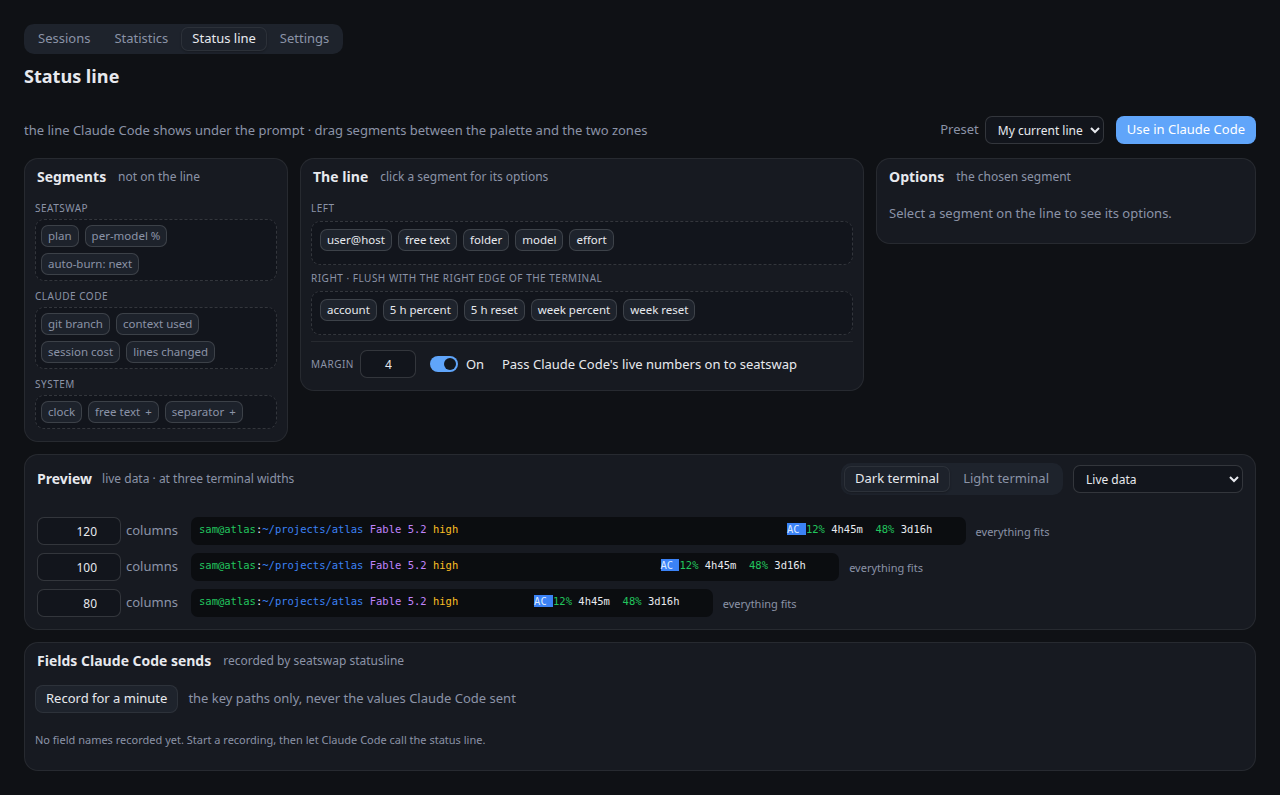 Sessions Statistics Status line Settings
Status line
the line Claude Code shows under the prompt · drag segments between the palette and the two zones
Preset My current line Use in Claude Code
Segments not on the line
SEATSWAP
plan per-model %
auto-burn: next
CLAUDE CODE
git branch context used
session cost lines changed
SYSTEM
clock free text + separator +
The line click a segment for its options
LEFT
user@host free text folder model effort
RIGHT · FLUSH WITH THE RIGHT EDGE OF THE TERMINAL
account 5 h percent 5 h reset week percent week reset
MARGIN 4 On Pass Claude Code's live numbers on to seatswap
Options the chosen segment
Select a segment on the line to see its options.
Preview live data · at three terminal widths
Dark terminal Light terminal Live data
120 columns sam@atlas:~/projects/atlas Fable 5.2 high AC 12% 4h45m 48% 3d16h everything fits
100 columns sam@atlas:~/projects/atlas Fable 5.2 high AC 12% 4h45m 48% 3d16h everything fits
80 columns sam@atlas:~/projects/atlas Fable 5.2 high AC 12% 4h45m 48% 3d16h everything fits
Fields Claude Code sends recorded by seatswap statusline
Record for a minute the key paths only, never the values Claude Code sent
No field names recorded yet. Start a recording, then let Claude Code call the status line.